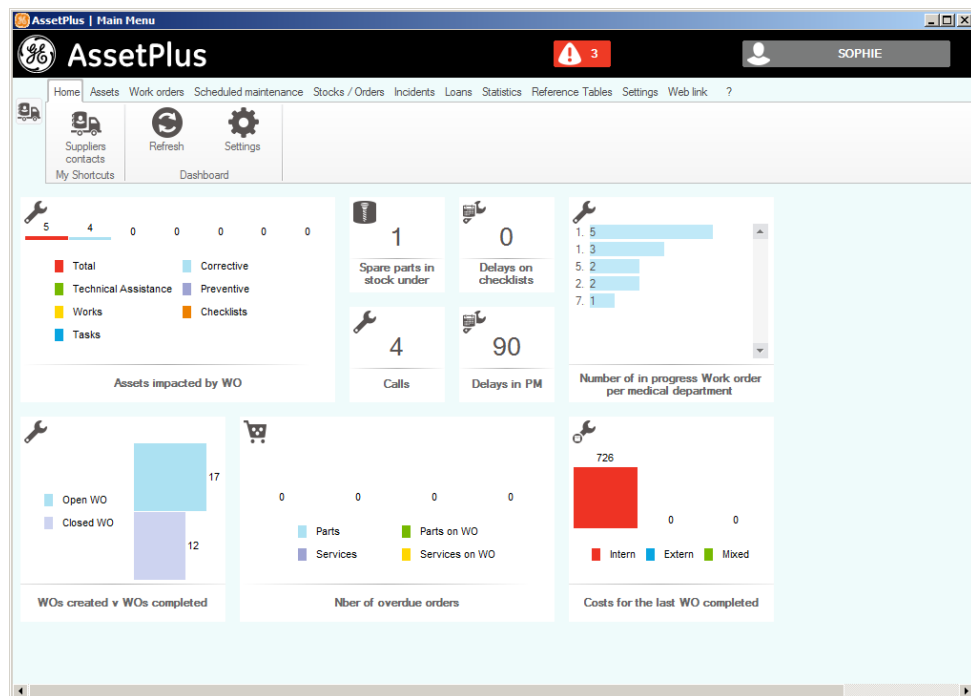 AssetPlus | Main Menu
AssetPlus
3
SOPHIE
Home Assets Work orders Scheduled maintenance Stocks / Orders Incidents Loans Statistics Reference Tables Settings Web link ?
Suppliers contacts
Refresh
Settings
My Shortcuts
Dashboard
5 4 0 0 0 0 0
Total
Corrective
Technical Assistance
Preventive
Works
Checklists
Tasks
Assets impacted by WO
1
Spare parts in
stock under
0
Delays on
checklists
4
Calls
90
Delays in PM
1. 5
1. 3
5. 2
2. 2
7. 1
Number of in progress Work order
per medical department
17
Open WO
Closed WO
12
WOs created v WOs completed
0 0 0 0
Parts
Parts on WO
Services
Services on WO
Nber of overdue orders
726
0 0
Intern Extern Mixed
Costs for the last WO completed